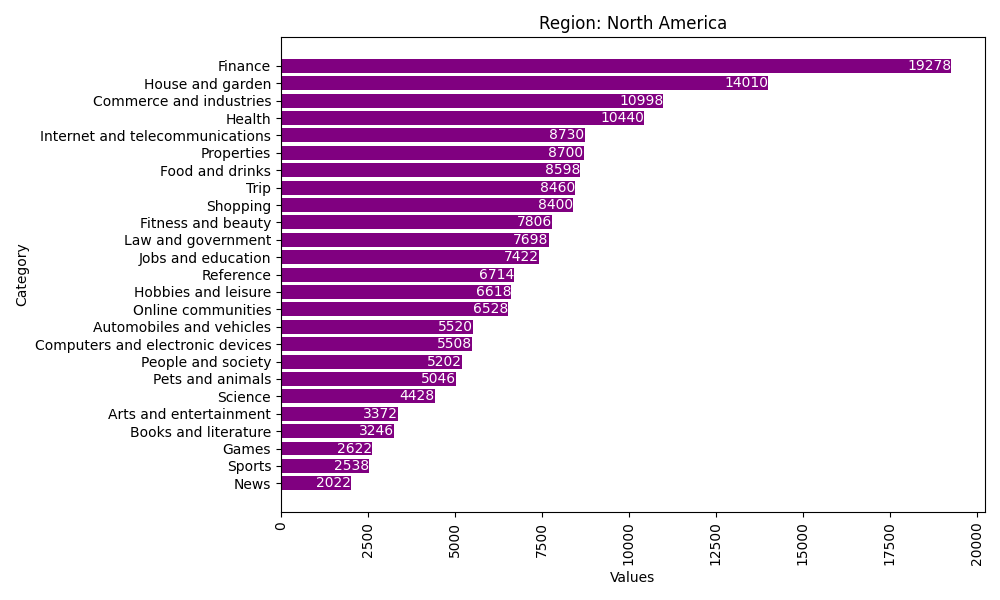 Region: North America
Category
Finance 19278
House and garden 14010
Commerce and industries 10998
Health 10440
Internet and telecommunications 8730
Properties 8700
Food and drinks 8598
Trip 8460
Shopping 8400
Fitness and beauty 7806
Law and government 7698
Jobs and education 7422
Reference 6714
Hobbies and leisure 6618
Online communities 6528
Automobiles and vehicles 5520
Computers and electronic devices 5508
People and society 5202
Pets and animals 5046
Science 4428
Arts and entertainment 3372
Books and literature 3246
Games 2622
Sports 2538
News 2022
0 2500 5000 7500 10000 12500 15000 17500 20000
Values